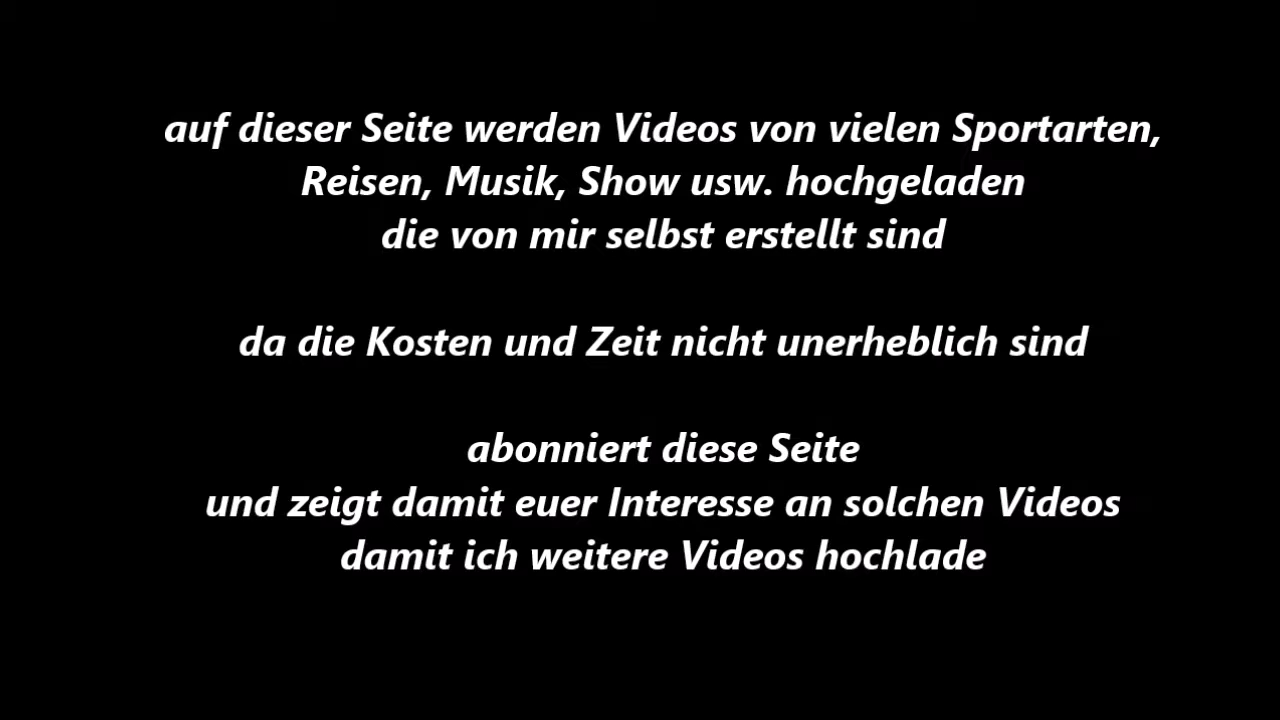 auf dieser Seite werden Videos von vielen Sportarten,
Reisen, Musik, Show usw. hochgeladen
die von mir selbst erstellt sind
da die Kosten und Zeit nicht unerheblich sind
abonniert diese Seite
und zeigt damit euer Interesse an solchen Videos
damit ich weitere Videos hochlade